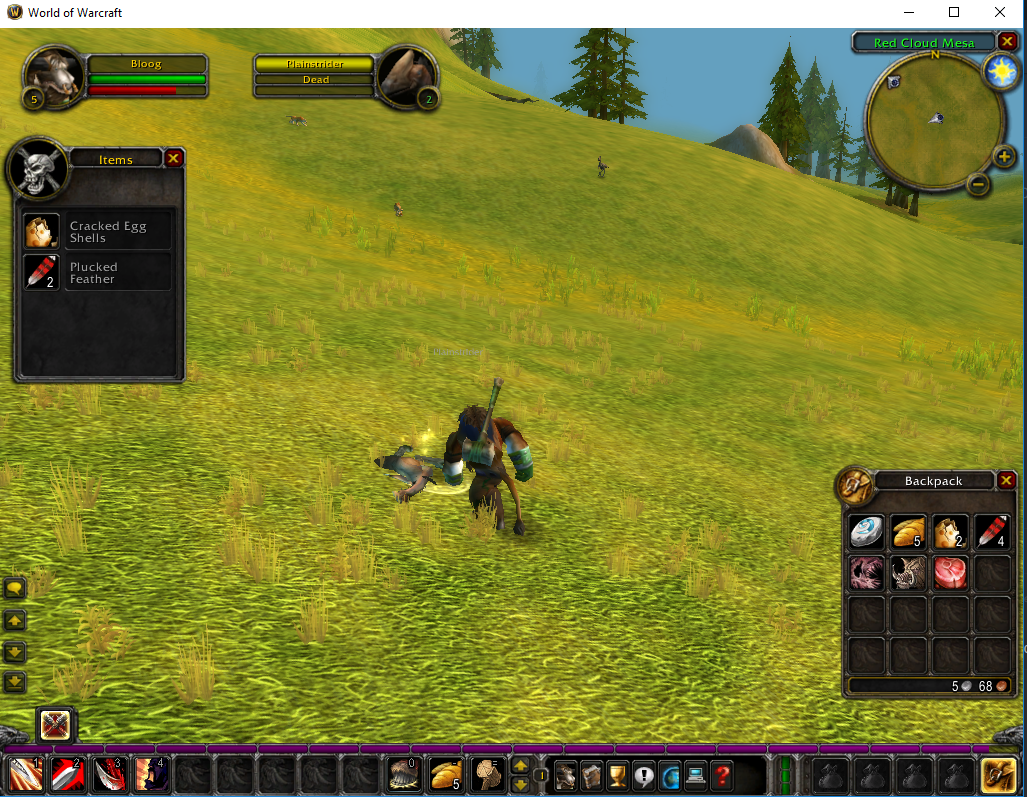 World of Warcraft
Red Cloud Mesa
N
Bloog
5
Plainstrider
Dead
2
Items
Cracked Egg
Shells
Plucked
Feather
2
Backpack
5
2
4
5 68
1
2
3
4
0
5
=
1